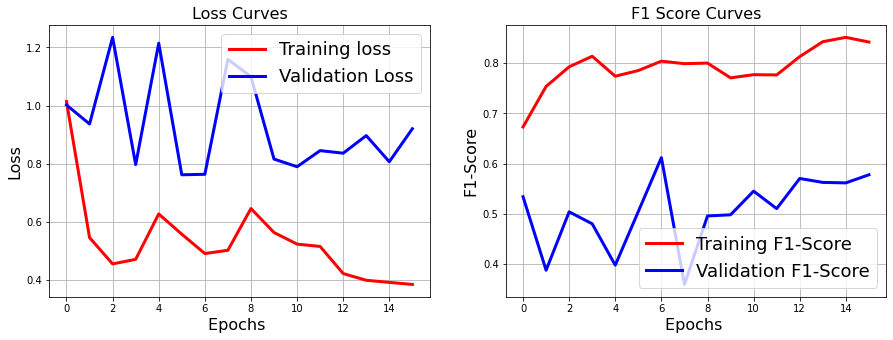 Loss Curves
1.2
1.0
0.8
0.6
0.4
Loss
0 2 4 6 8 10 12 14
Epochs
Training loss
Validation Loss
F1 Score Curves
0.8
0.7
0.6
0.5
0.4
F1-Score
0 2 4 6 8 10 12 14
Epochs
Training F1-Score
Validation F1-Score